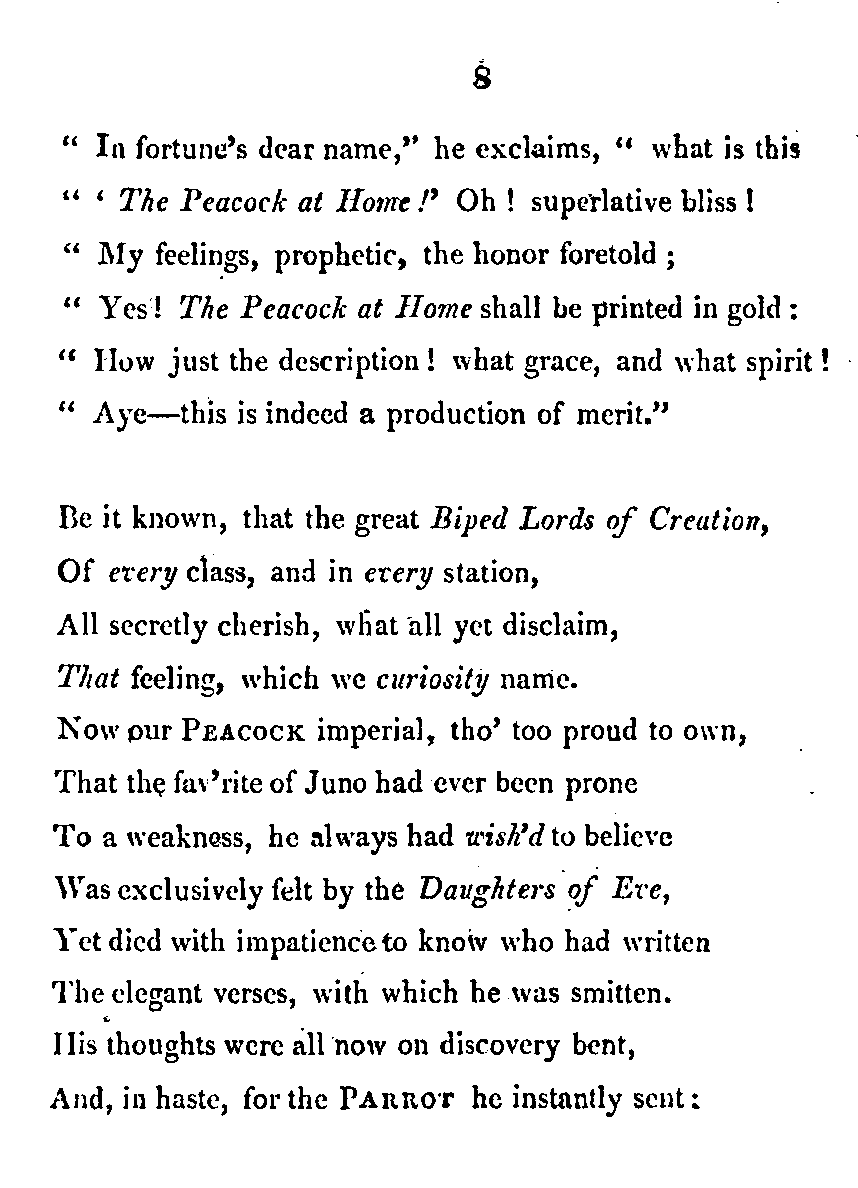 8
“ In fortune’s dear name,” he exclaims, “ what is this
“ ‘ The Peacock at Home !’ Oh ! superlative bliss !
“ My feelings, prophetic, the honor foretold ;
“ Yes ! The Peacock at Home shall be printed in gold :
“ How just the description ! what grace, and what spirit !
“ Aye—this is indeed a production of merit.”
Be it known, that the great Biped Lords of Creation,
Of every class, and in every station,
All secretly cherish, what all yet disclaim,
That feeling, which we curiosity name.
Now our PEACOCK imperial, tho’ too proud to own,
That the fav’rite of Juno had ever been prone
To a weakness, he always had wish’d to believe
Was exclusively felt by the Daughters of Eve,
Yet died with impatience to know who had written
The elegant verses, with which he was smitten.
His thoughts were all now on discovery bent,
And, in haste, for the PARROT he instantly sent :